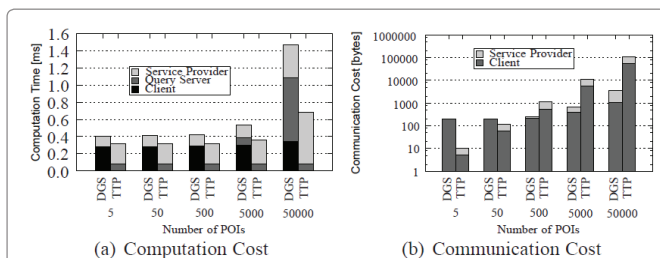 Computation Time [ms]
1.6
1.4
1.2
1.0
0.8
0.6
0.4
0.2
0.0
Service Provider
Query Server
Client
DGS TTP DGS TTP DGS TTP DGS TTP DGS TTP
5 50 500 5000 50000
Number of POIs
(a) Computation Cost
Communication Cost [bytes]
1000000
100000
10000
1000
100
10
1
Service Provider
Client
DGS TTP DGS TTP DGS TTP DGS TTP DGS TTP
5 50 500 5000 50000
Number of POIs
(b) Communication Cost